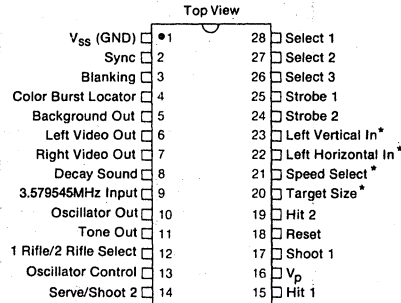 Top View
V_SS (GND) 1 28 Select 1
Sync 2 27 Select 2
Blanking 3 26 Select 3
Color Burst Locator 4 25 Strobe 1
Background Out 5 24 Strobe 2
Left Video Out 6 23 Left Vertical In*
Right Video Out 7 22 Left Horizontal In*
Decay Sound 8 21 Speed Select*
3.579545MHz Input 9 20 Target Size*
Oscillator Out 10 19 Hit 2
Tone Out 11 18 Reset
1 Rifle/2 Rifle Select 12 17 Shoot 1
Oscillator Control 13 16 V_p
Serve/Shoot 2 14 15 Hit 1